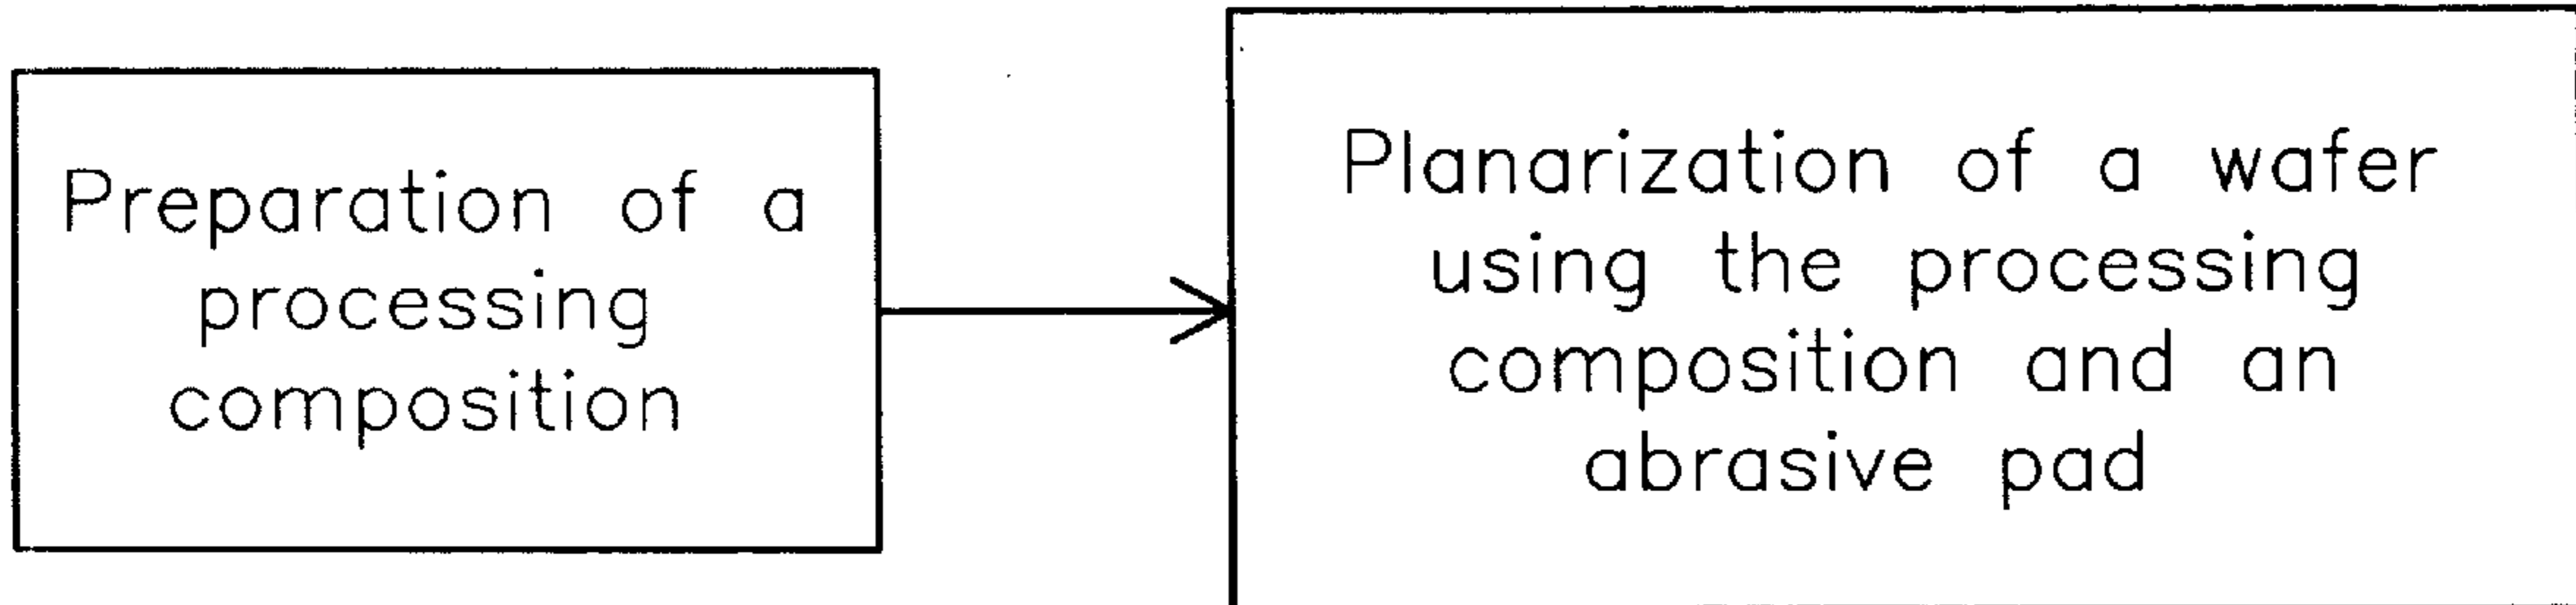 Preparation of a
processing
composition
Planarization of a wafer
using the processing
composition and an
abrasive pad